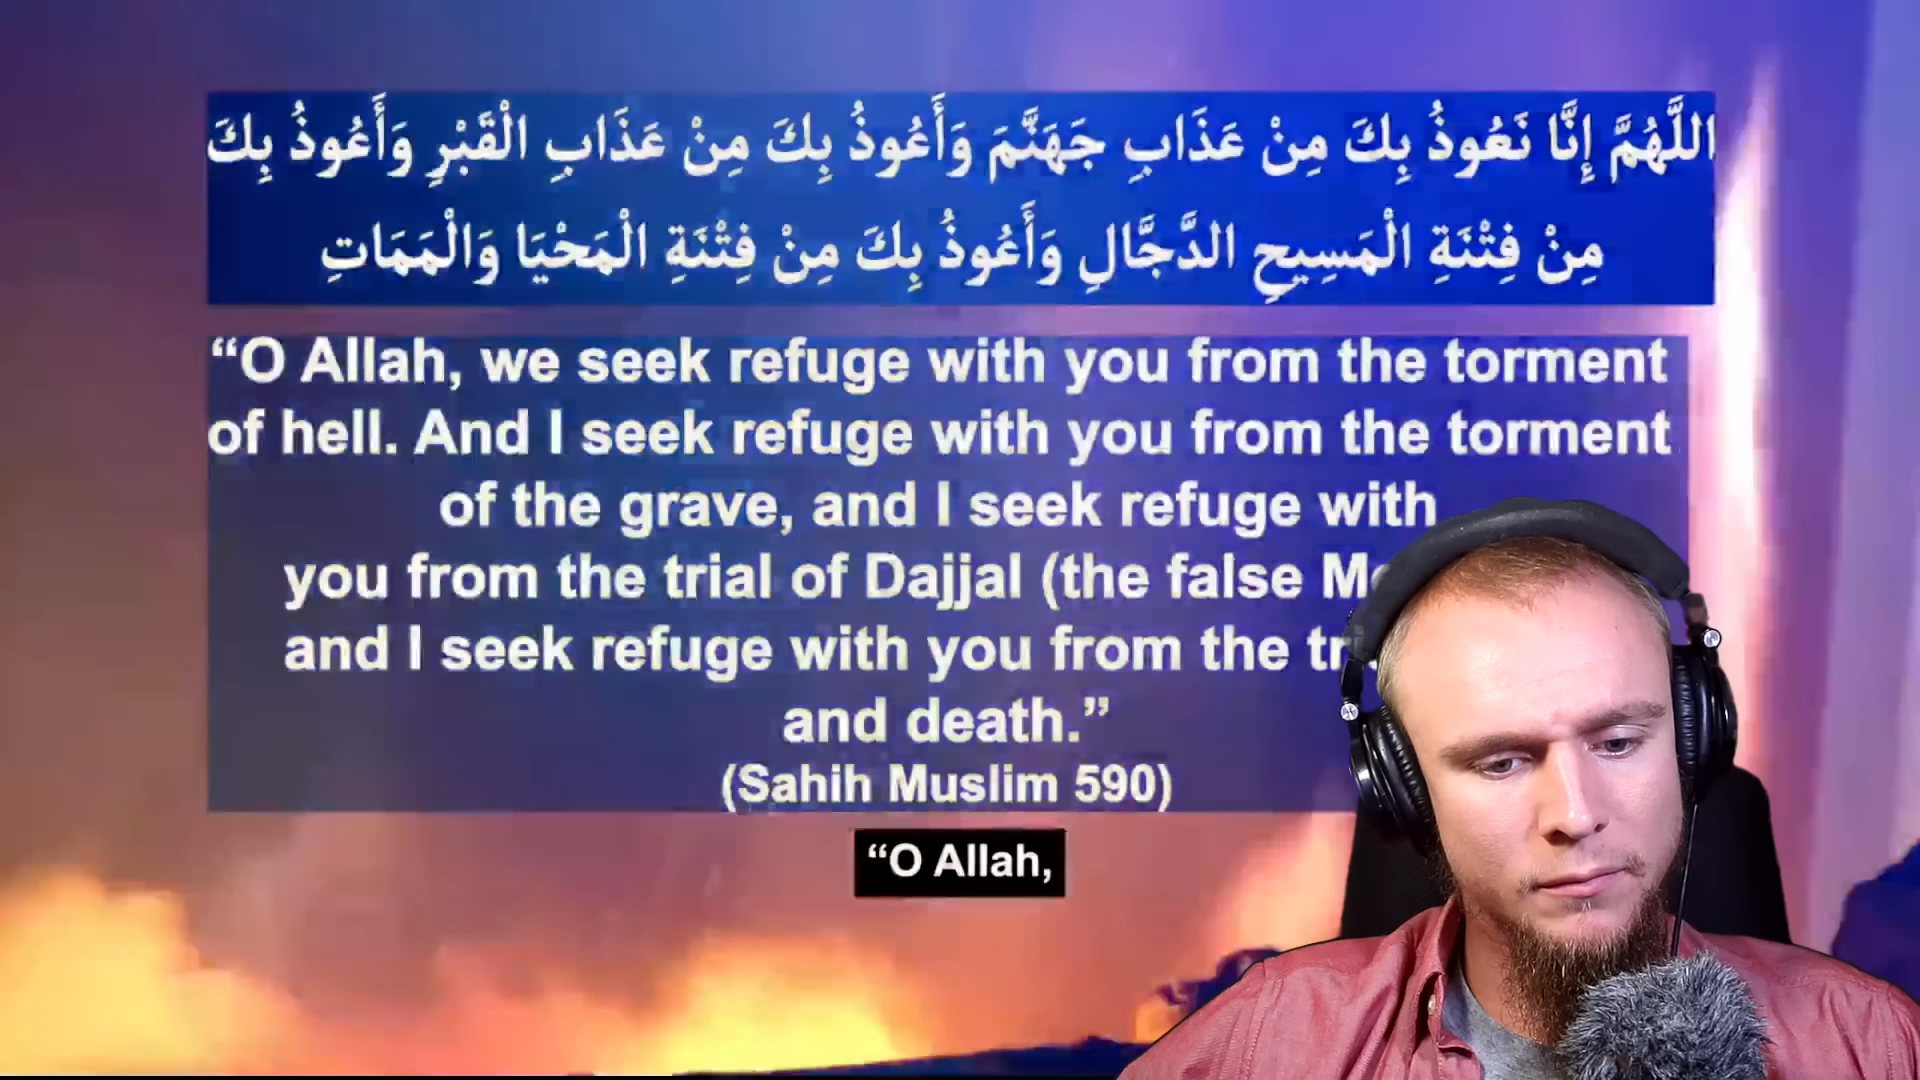 اللَّهُمَّ إِنَّا نَعُوذُ بِكَ مِنْ عَذَابِ جَهَنَّمَ وَأَعُوذُ بِكَ مِنْ عَذَابِ الْقَبْرِ وَأَعُوذُ بِكَ
مِنْ فِتْنَةِ الْمَسِيحِ الدَّجَّالِ وَأَعُوذُ بِكَ مِنْ فِتْنَةِ الْمَحْيَا وَالْمَمَاتِ
“O Allah, we seek refuge with you from the torment
of hell. And I seek refuge with you from the torment
of the grave, and I seek refuge with
you from the trial of Dajjal (the false
and I seek refuge with you from the
and death.”
(Sahih Muslim 590)
“O Allah,